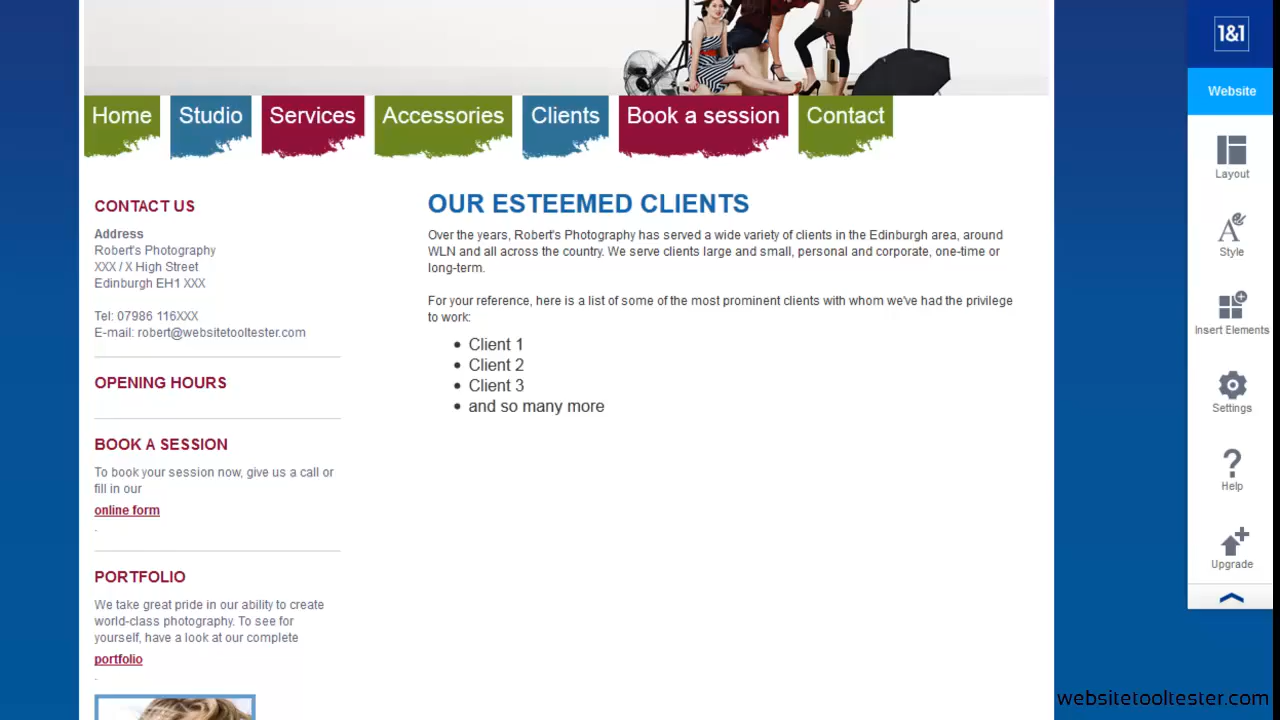 1&1
Website
Home
Studio
Services
Accessories
Clients
Book a session
Contact
Layout
CONTACT US
Address
Robert's Photography
XXX / X High Street
Edinburgh EH1 XXX
Tel: 07986 116XXX
E-mail: robert@websitetooltester.com
OPENING HOURS
BOOK A SESSION
To book your session now, give us a call or
fill in our
online form
.
PORTFOLIO
We take great pride in our ability to create
world-class photography. To see for
yourself, have a look at our complete
portfolio
.
OUR ESTEEMED CLIENTS
Over the years, Robert's Photography has served a wide variety of clients in the Edinburgh area, around
WLN and all across the country. We serve clients large and small, personal and corporate, one-time or
long-term.
For your reference, here is a list of some of the most prominent clients with whom we've had the privilege
to work:
• Client 1
• Client 2
• Client 3
• and so many more
Style
Insert Elements
Settings
Help
Upgrade
websitetooltester.com